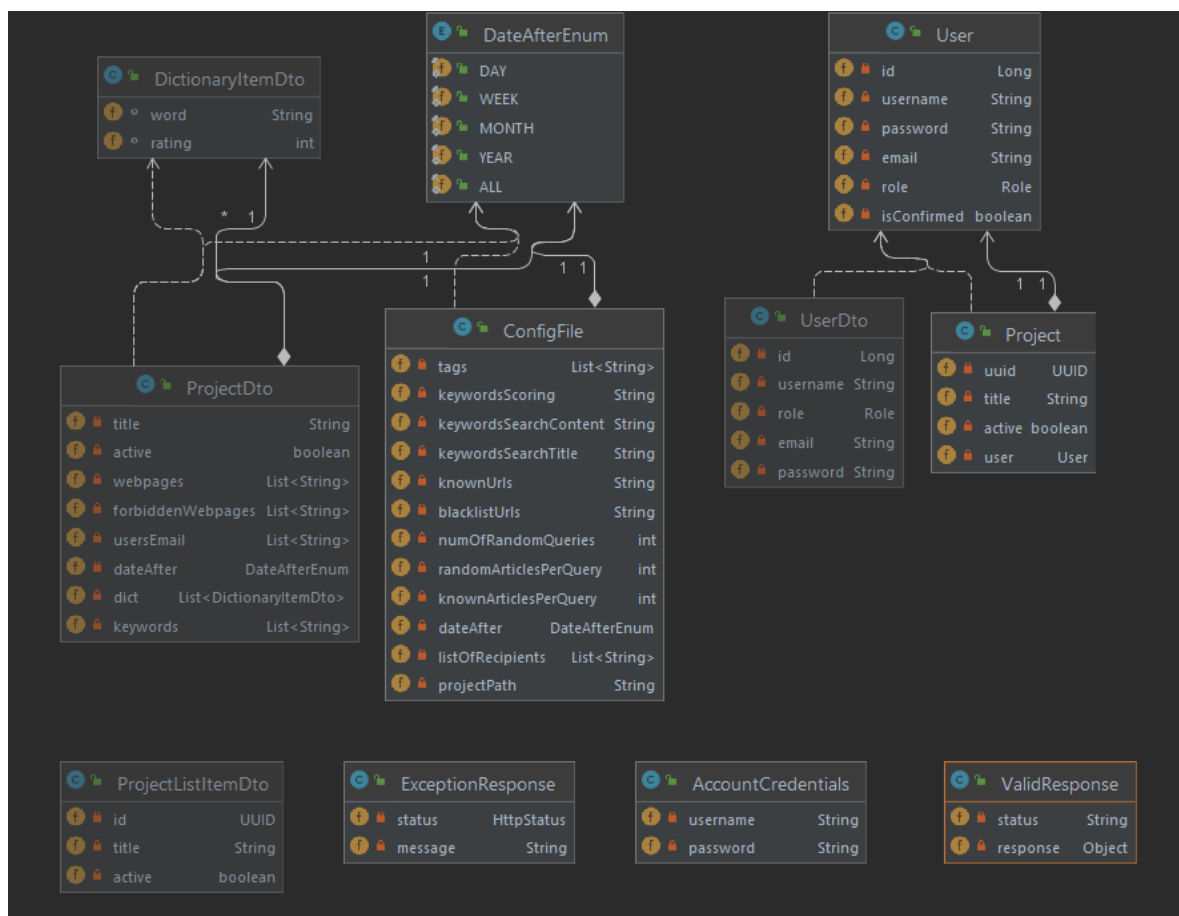 DictionaryItemDto
word String
rating int
DateAfterEnum
DAY
WEEK
MONTH
YEAR
ALL
User
id Long
username String
password String
email String
role Role
isConfirmed boolean
* 1
1
1
1 1
1 1
ProjectDto
title String
active boolean
webpages List<String>
forbiddenWebpages List<String>
usersEmail List<String>
dateAfter DateAfterEnum
dict List<DictionaryItemDto>
keywords List<String>
ConfigFile
tags List<String>
keywordsScoring String
keywordsSearchContent String
keywordsSearchTitle String
knownUrls String
blacklistUrls String
numOfRandomQueries int
randomArticlesPerQuery int
knownArticlesPerQuery int
dateAfter DateAfterEnum
listOfRecipients List<String>
projectPath String
UserDto
id Long
username String
role Role
email String
password String
Project
uuid UUID
title String
active boolean
user User
ProjectListItemDto
id UUID
title String
active boolean
ExceptionResponse
status HttpStatus
message String
AccountCredentials
username String
password String
ValidResponse
status String
response Object